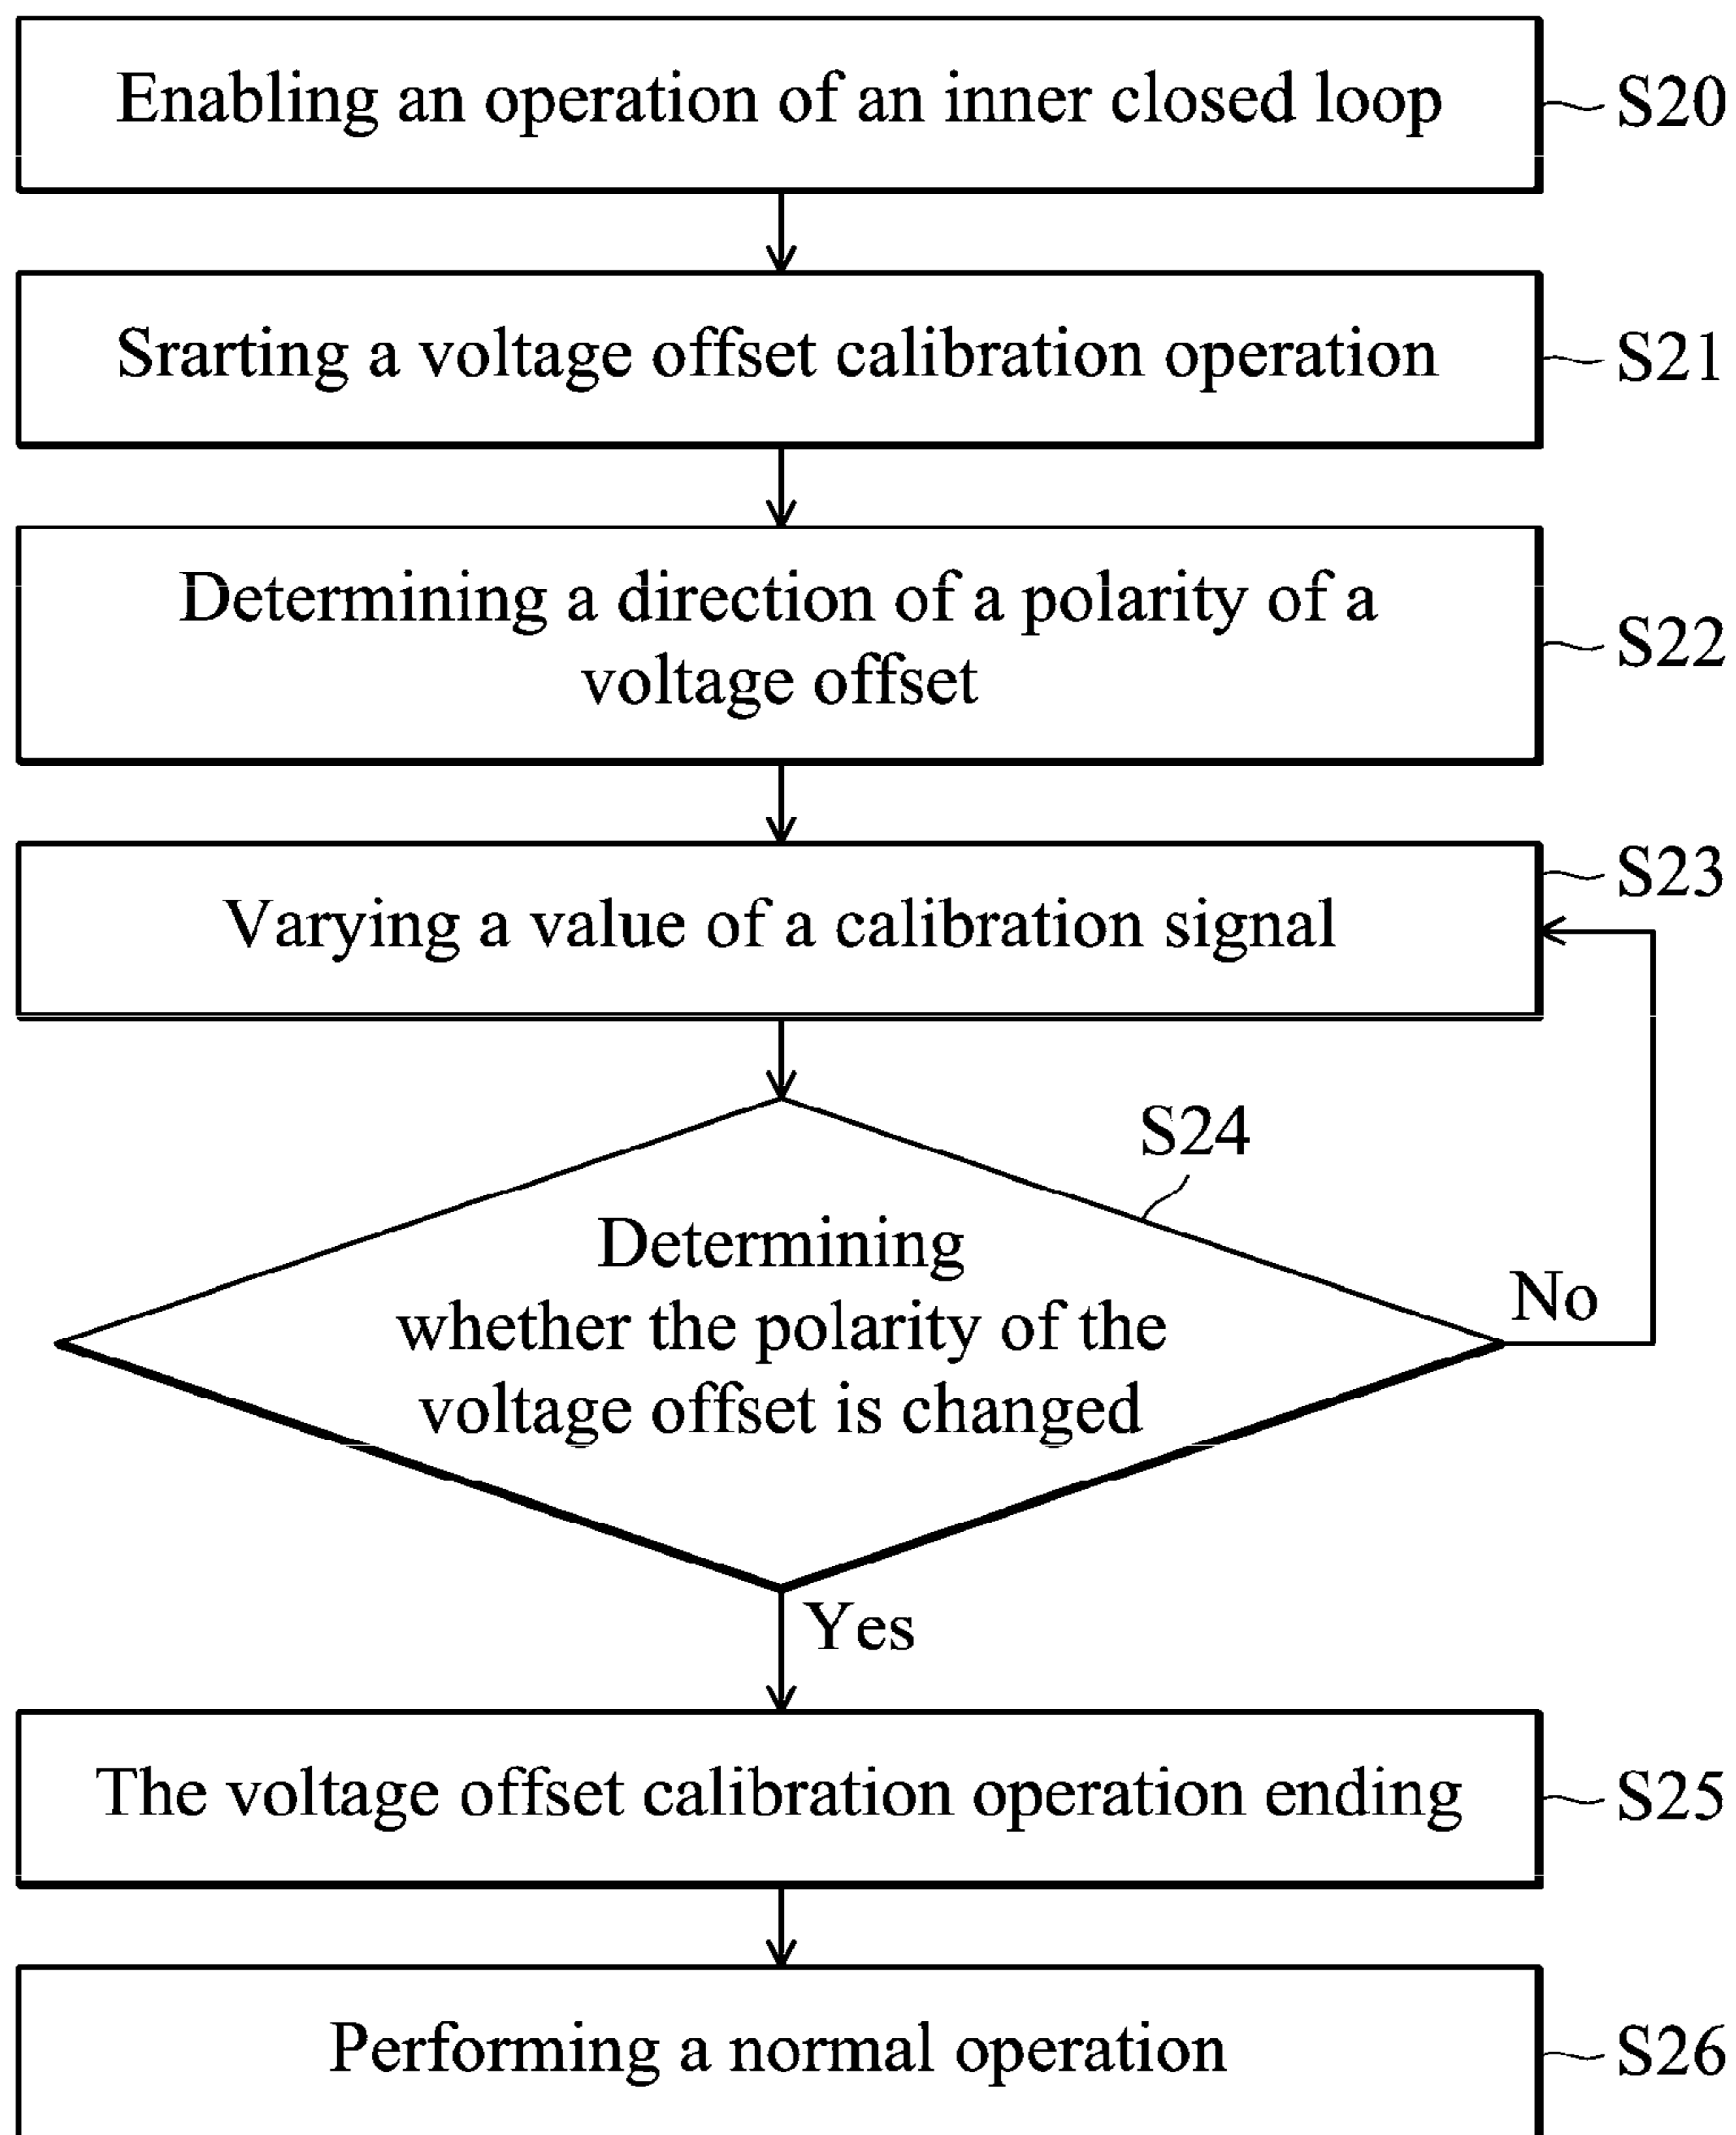 Enabling an operation of an inner closed loop
S20
Srarting a voltage offset calibration operation
S21
Determining a direction of a polarity of a
voltage offset
S22
Varying a value of a calibration signal
S23
S24
Determining
whether the polarity of the
voltage offset is changed
No
Yes
The voltage offset calibration operation ending
S25
Performing a normal operation
S26